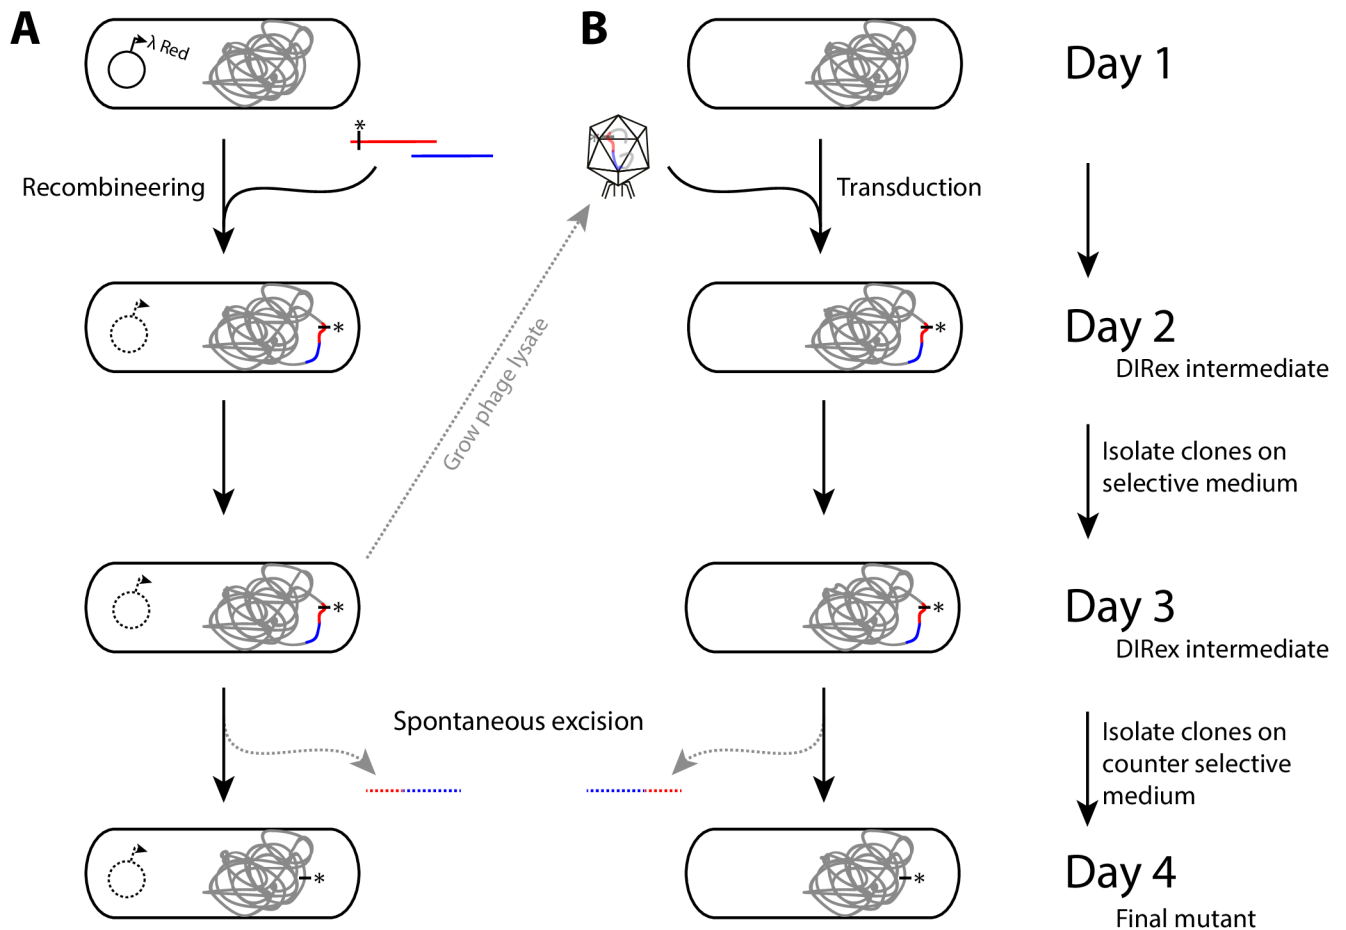 A
B
λ Red
Day 1
*
*
Recombineering
Transduction
*
*
Day 2
DIRex intermediate
Grow phage lysate
Isolate clones on
selective medium
*
*
Day 3
DIRex intermediate
Spontaneous excision
Isolate clones on
counter selective
medium
*
*
Day 4
Final mutant